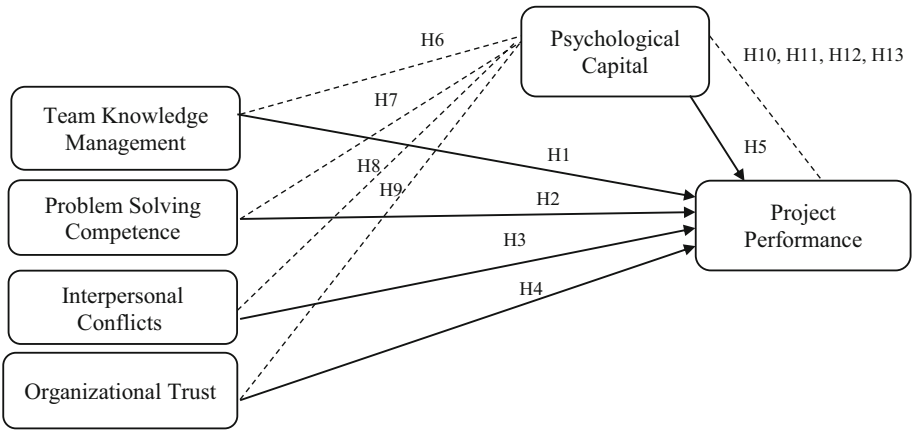 Psychological
Capital
H6
H10, H11, H12, H13
H7
Team Knowledge
Management
H1
H5
H8
H9
Problem Solving
Competence
H2
Project
Performance
H3
Interpersonal
Conflicts
H4
Organizational Trust